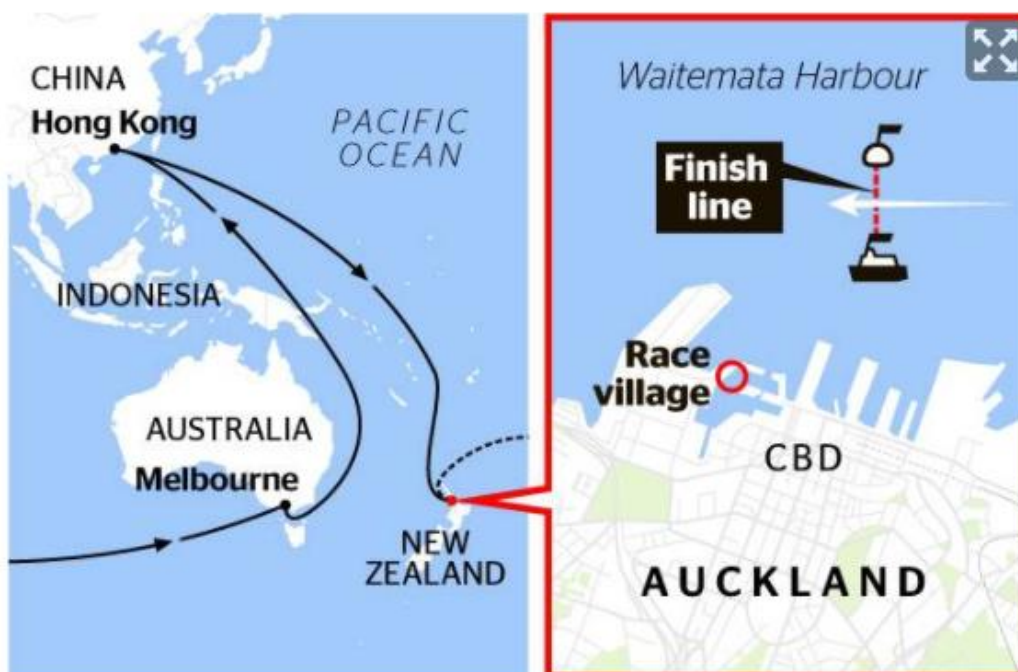 CHINA
Hong Kong
PACIFIC
OCEAN
INDONESIA
AUSTRALIA
Melbourne
NEW
ZEALAND
Waitemata Harbour
Finish
line
Race
village
CBD
AUCKLAND